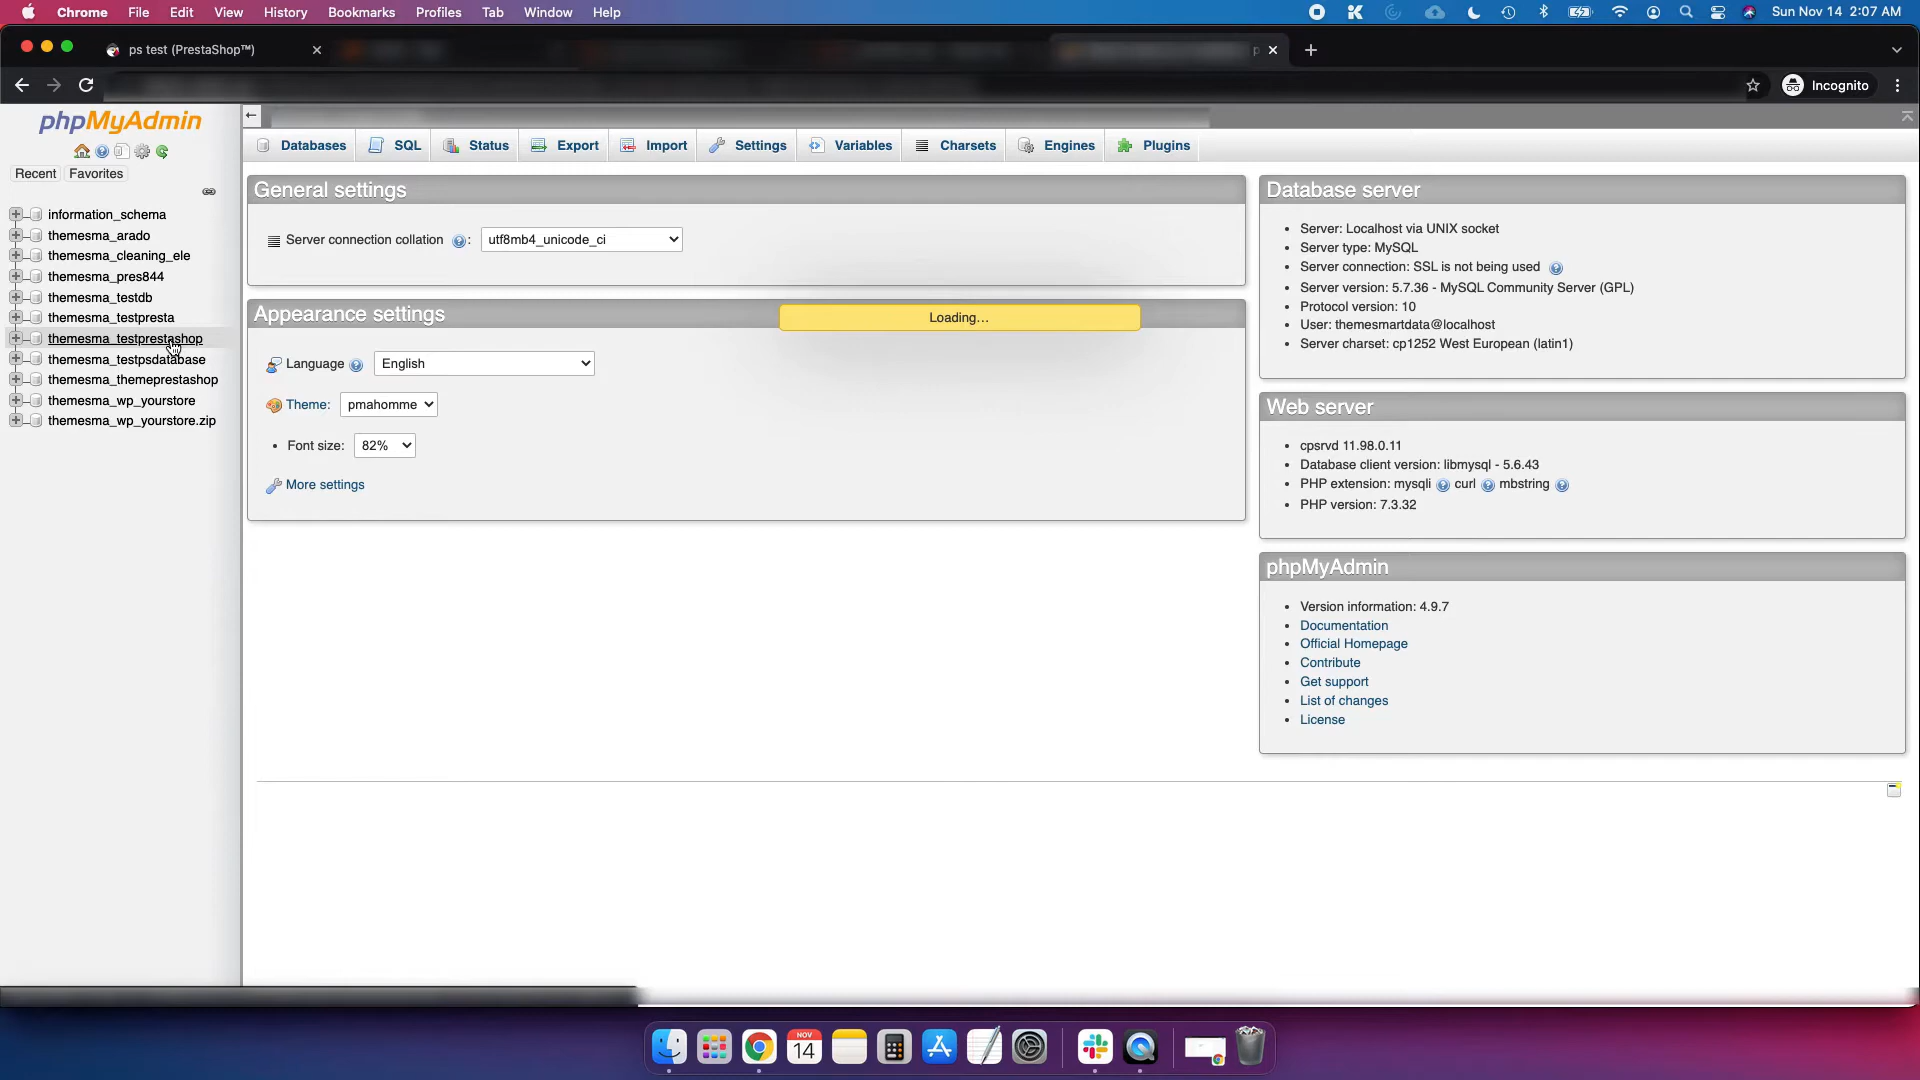 Chrome File Edit View History Bookmarks Profiles Tab Window Help Sun Nov 14 2:07 AM
ps test (PrestaShop™)
Incognito
phpMyAdmin
Recent Favorites
information_schema
themesma_arado
themesma_cleaning_ele
themesma_pres844
themesma_testdb
themesma_testpresta
themesma_testprestashop
themesma_testpsdatabase
themesma_themeprestashop
themesma_wp_yourstore
themesma_wp_yourstore.zip
Databases SQL Status Export Import Settings Variables Charsets Engines Plugins
General settings
Server connection collation : utf8mb4_unicode_ci
Appearance settings
Loading…
Language English
Theme: pmahomme
Font size: 82%
More settings
Database server
Server: Localhost via UNIX socket
Server type: MySQL
Server connection: SSL is not being used
Server version: 5.7.36 - MySQL Community Server (GPL)
Protocol version: 10
User: themesmartdata@localhost
Server charset: cp1252 West European (latin1)
Web server
cpsrvd 11.98.0.11
Database client version: libmysql - 5.6.43
PHP extension: mysqli curl mbstring
PHP version: 7.3.32
phpMyAdmin
Version information: 4.9.7
Documentation
Official Homepage
Contribute
Get support
List of changes
License
NOV
14